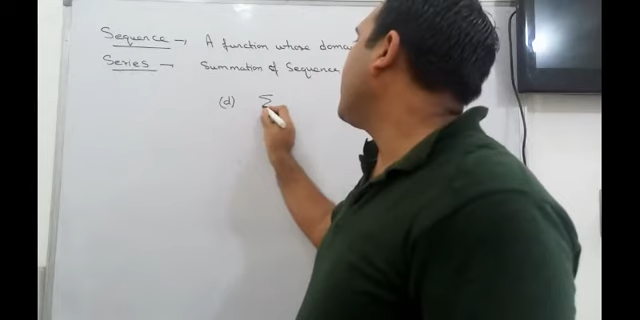 Sequence → A function whose doma
Series → Summation of Sequence
(d) Σ